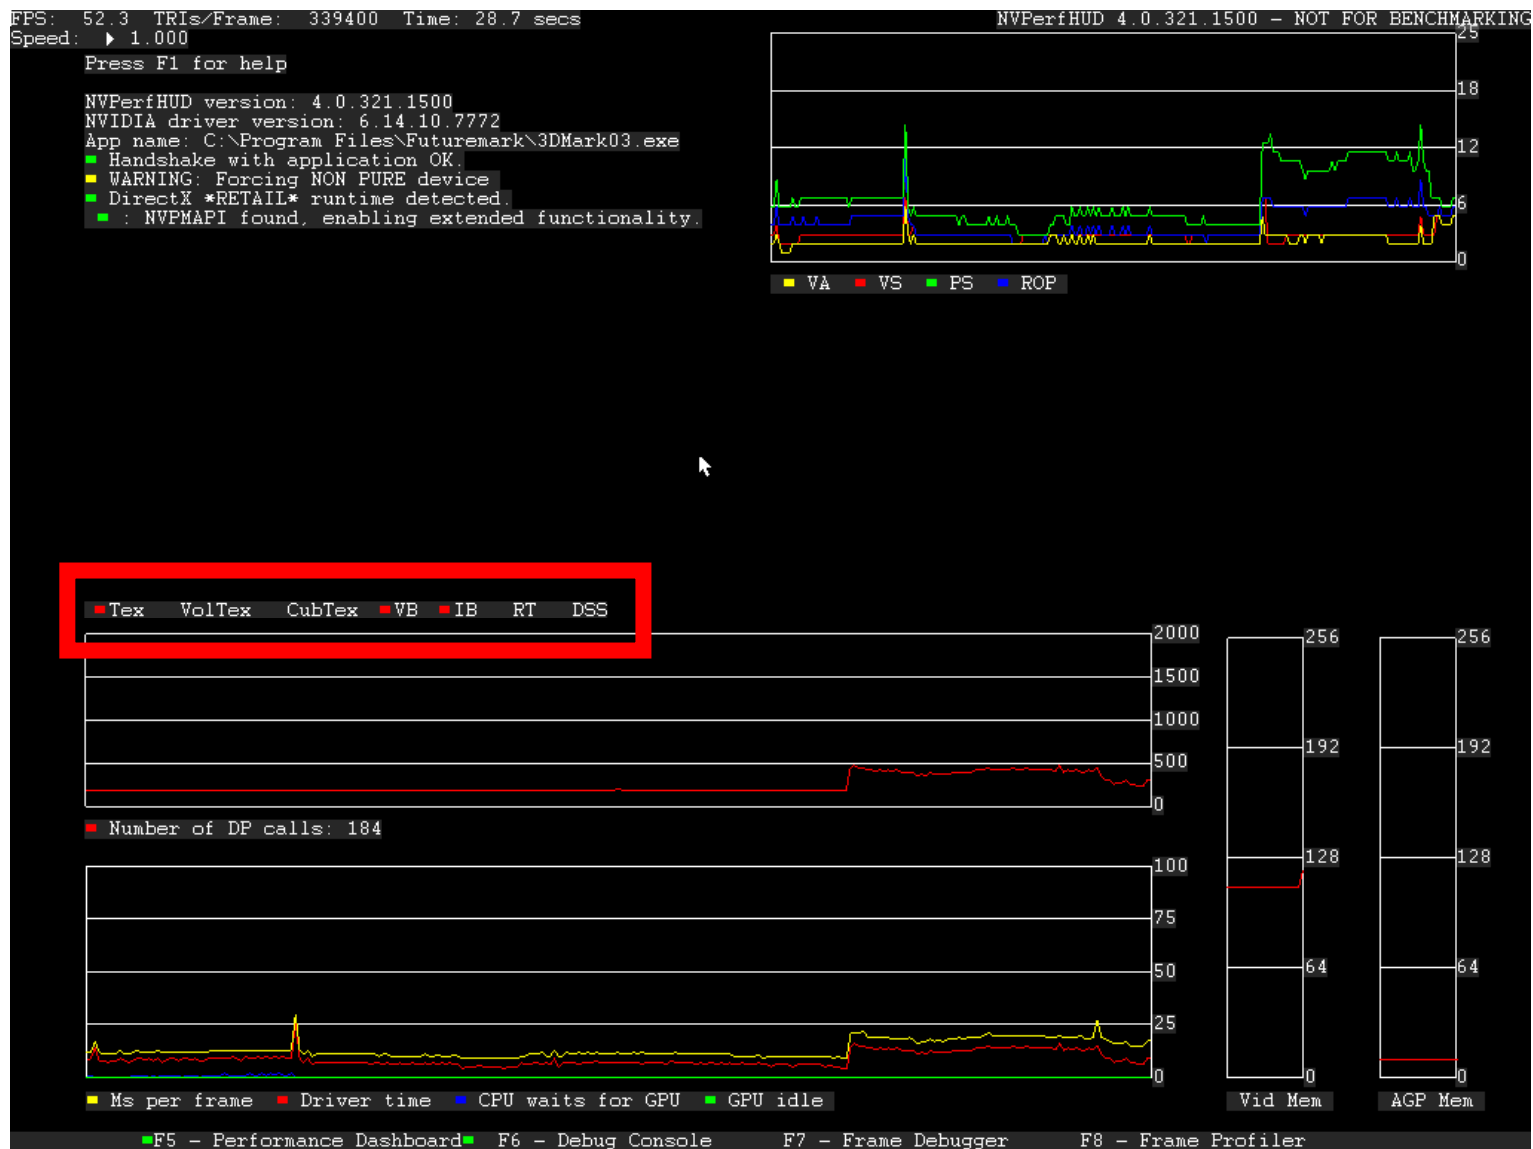 FPS: 52.3 TRIs/Frame: 339400 Time: 28.7 secs
NVPerfHUD 4.0.321.1500 – NOT FOR BENCHMARKING
Speed: 1.000
Press F1 for help
NVPerfHUD version: 4.0.321.1500
NVIDIA driver version: 6.14.10.7772
App name: C:\Program Files\Futuremark\3DMark03.exe
Handshake with application OK.
WARNING: Forcing NON PURE device
DirectX *RETAIL* runtime detected.
: NVPMAPI found, enabling extended functionality.
25
18
12
6
0
VA VS PS ROP
Tex VolTex CubTex VB IB RT DSS
2000
1500
1000
500
0
Number of DP calls: 184
100
75
50
25
0
Ms per frame Driver time CPU waits for GPU GPU idle
256
192
128
64
0
Vid Mem
256
192
128
64
0
AGP Mem
F5 – Performance Dashboard F6 – Debug Console F7 – Frame Debugger F8 – Frame Profiler